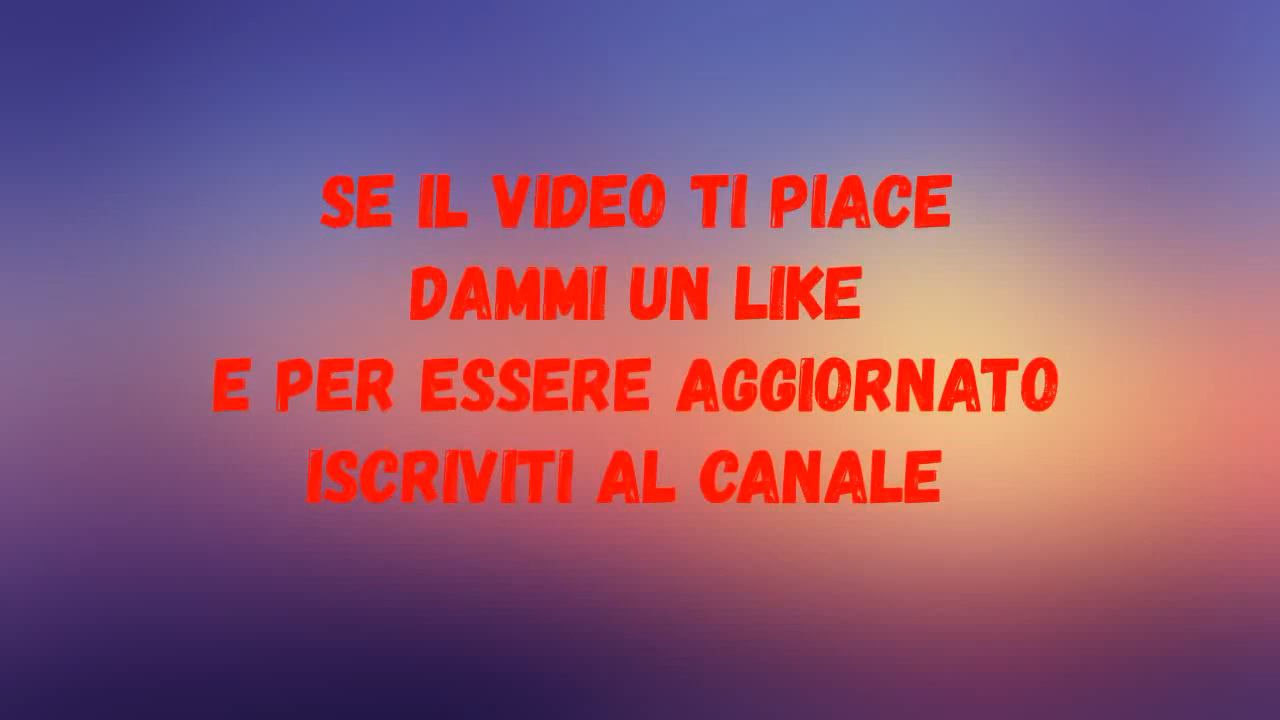 SE IL VIDEO TI PIACE
DAMMI UN LIKE
E PER ESSERE AGGIORNATO
ISCRIVITI AL CANALE